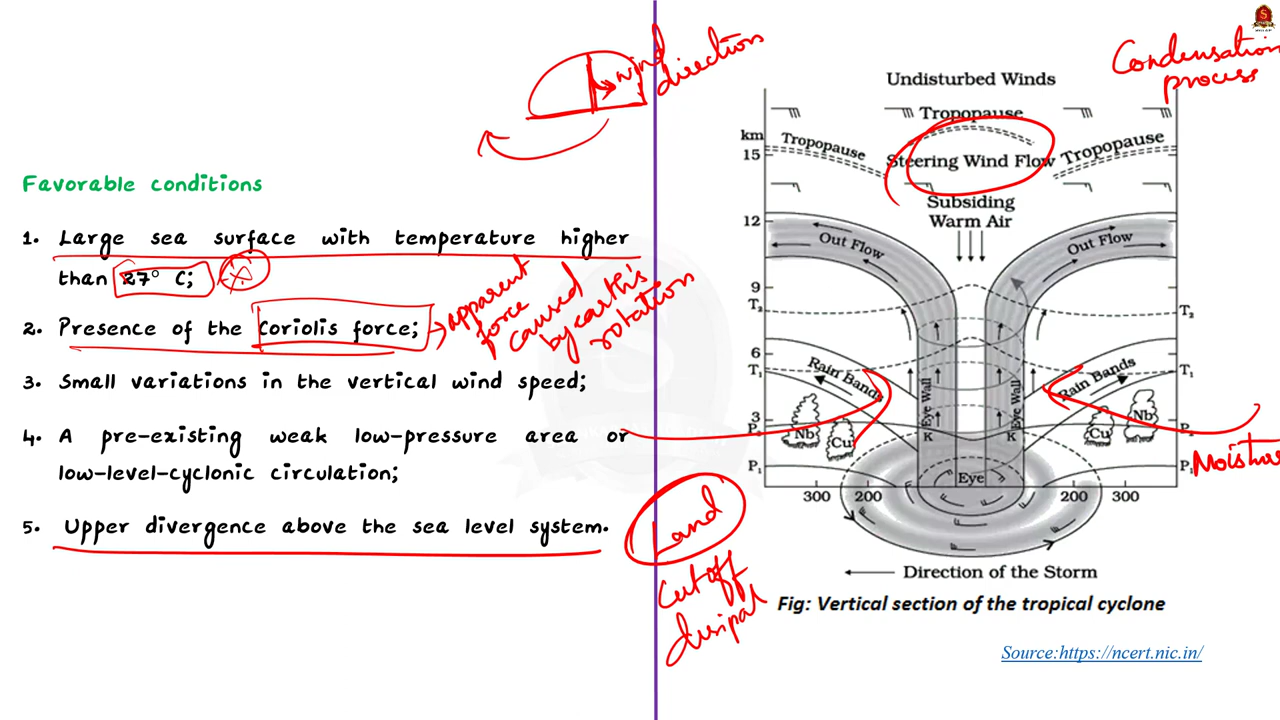 Condensation
process
wind
direction
Undisturbed Winds
Tropopause
km
15
Tropopause
Steering Wind Flow
Tropopause
Favorable conditions
Subsiding
Warm Air
12
1. Large sea surface with temperature higher
than 27° C;
Out Flow
Out Flow
9
T₂
T₂
2. Presence of the coriolis force;
apparent
force
caused
by earth's
rotation
6
T₁
T₁
3. Small variations in the vertical wind speed;
Rain Bands
Rain Bands
Eye Wall
Eye Wall
3
Nb
Cu
K
K
Cu
Nb
4. A pre-existing weak low-pressure area or
low-level-cyclonic circulation;
P₁
Eye
P₁
Moistur
300 200
200 300
5. Upper divergence above the sea level system.
Land
Cutoff
Direction of the Storm
Fig: Vertical section of the tropical cyclone
Source:https://ncert.nic.in/